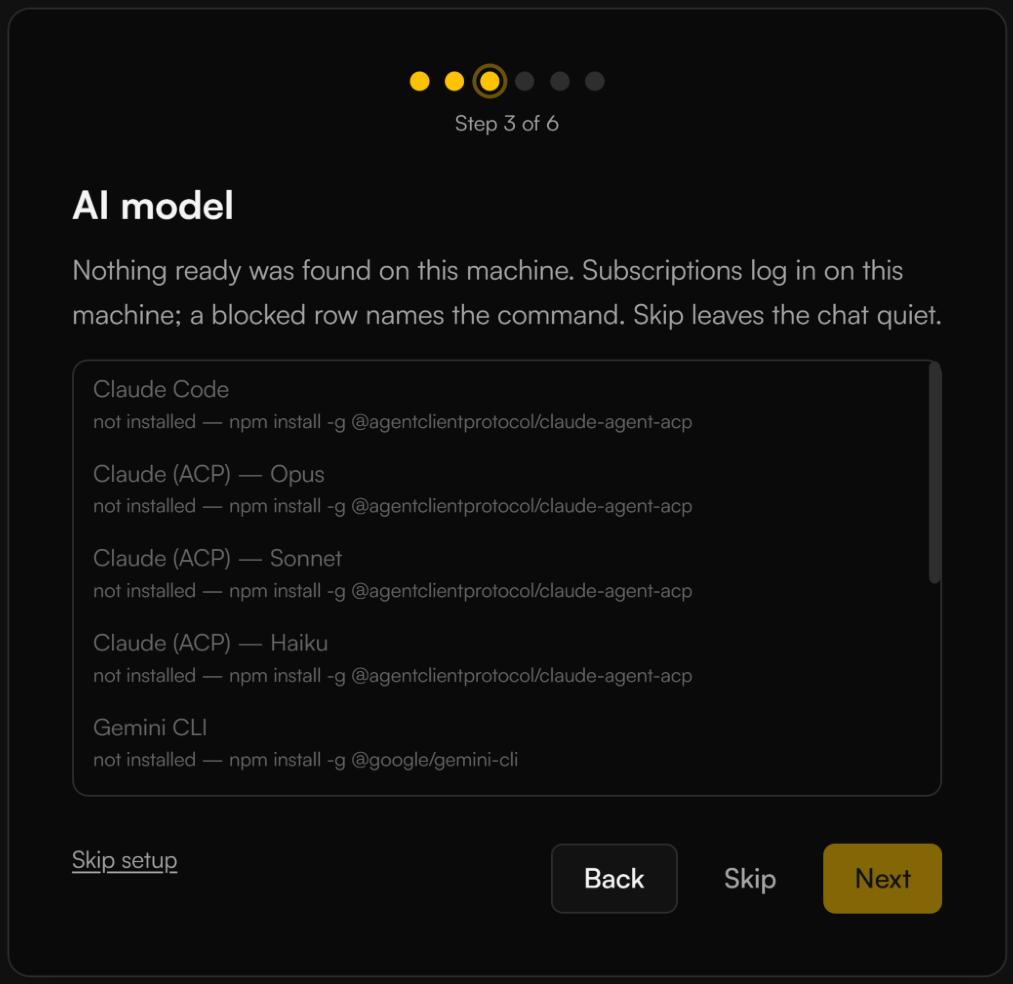 Step 3 of 6
AI model
Nothing ready was found on this machine. Subscriptions log in on this
machine; a blocked row names the command. Skip leaves the chat quiet.
Claude Code
not installed — npm install -g @agentclientprotocol/claude-agent-acp
Claude (ACP) — Opus
not installed — npm install -g @agentclientprotocol/claude-agent-acp
Claude (ACP) — Sonnet
not installed — npm install -g @agentclientprotocol/claude-agent-acp
Claude (ACP) — Haiku
not installed — npm install -g @agentclientprotocol/claude-agent-acp
Gemini CLI
not installed — npm install -g @google/gemini-cli
Skip setup
Back
Skip
Next